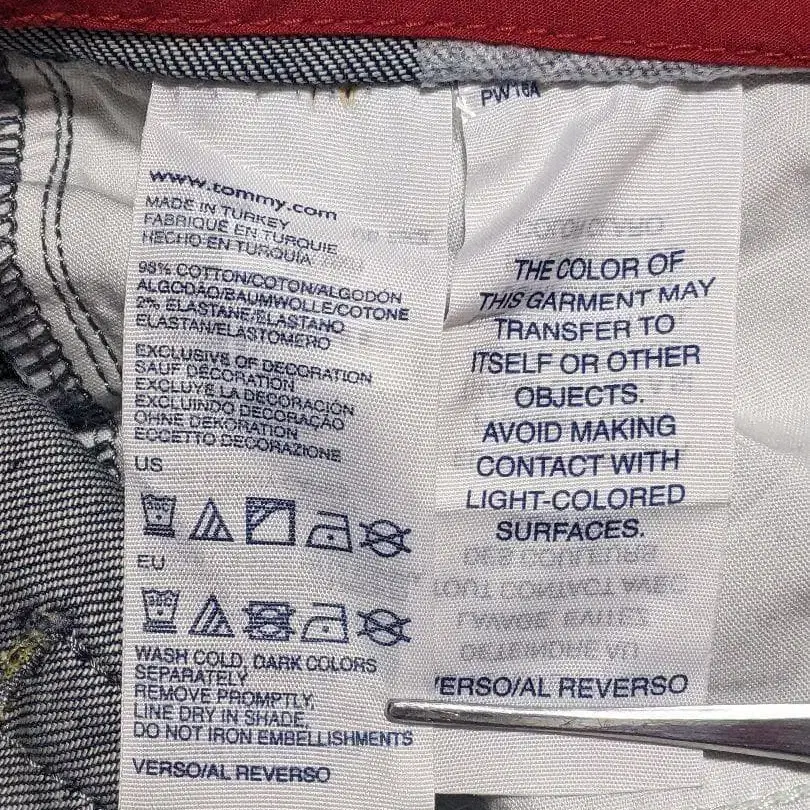 www.tommy.com
MADE IN TURKEY
FABRIQUE EN TURQUIE
HECHO EN TURQUIA
98% COTTON/COTON/ALGODÓN
ALGODAO/BAUMWOLLE/COTONE
2% ELASTANE/ELASTANO
ELASTAN/ELASTOMERO
EXCLUSIVE OF DECORATION
SAUF DÉCORATION
EXCLUYE LA DECORACIÓN
EXCLUINDO DECORAÇÃO
OHNE DEKORATION
ECCETTO DECORAZIONE
US
EU
WASH COLD, DARK COLORS
SEPARATELY
REMOVE PROMPTLY,
LINE DRY IN SHADE,
DO NOT IRON EMBELLISHMENTS
VERSO/AL REVERSO
PW16A
THE COLOR OF
THIS GARMENT MAY
TRANSFER TO
ITSELF OR OTHER
OBJECTS.
AVOID MAKING
CONTACT WITH
LIGHT-COLORED
SURFACES.
VERSO/AL REVERSO